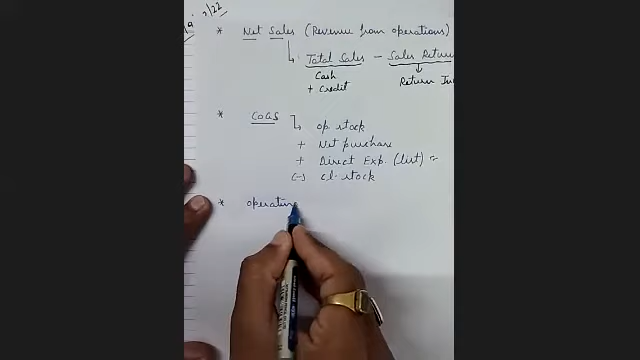 2/22
* Net Sales (Revenue from operations)
Total Sales - Sales Return
Cash
+ Credit
Return
* COGS
op stock
+ Net purchase
+ Direct Exp. (list)
(-) cl. stock
* operatin